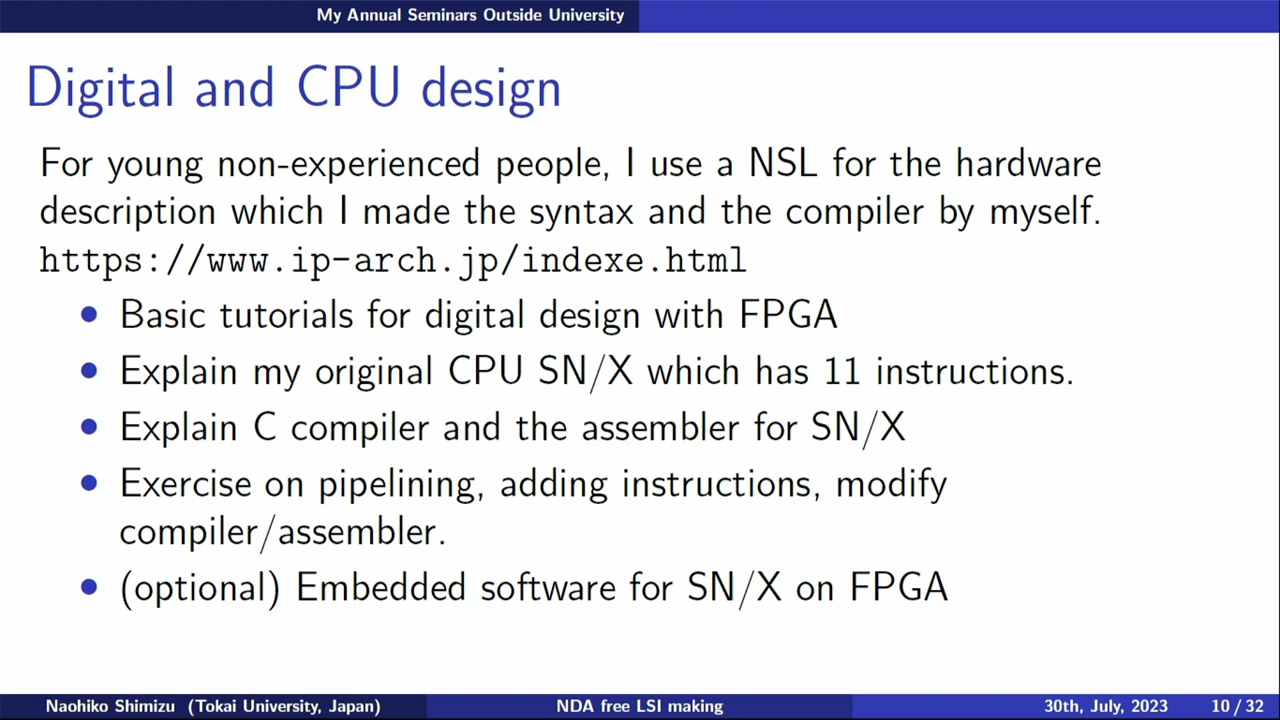 My Annual Seminars Outside University
Digital and CPU design
For young non-experienced people, I use a NSL for the hardware
description which I made the syntax and the compiler by myself.
https://www.ip-arch.jp/indexe.html
• Basic tutorials for digital design with FPGA
• Explain my original CPU SN/X which has 11 instructions.
• Explain C compiler and the assembler for SN/X
• Exercise on pipelining, adding instructions, modify
compiler/assembler.
• (optional) Embedded software for SN/X on FPGA
Naohiko Shimizu (Tokai University, Japan) NDA free LSI making 30th, July, 2023 10 / 32